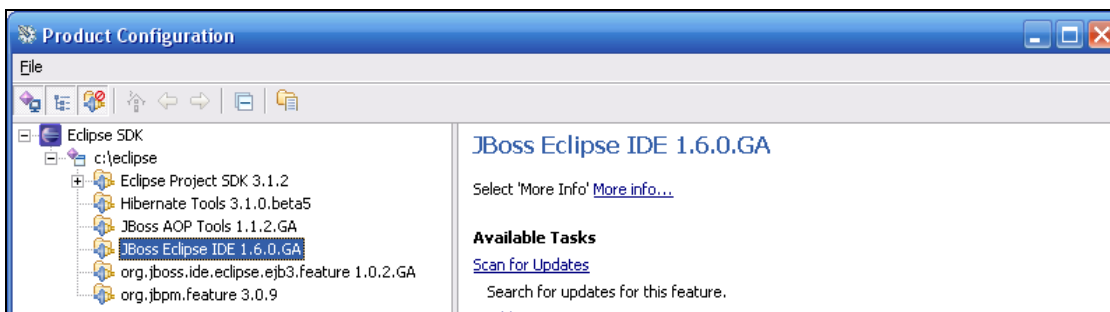 Product Configuration
File
Eclipse SDK
c:\eclipse
Eclipse Project SDK 3.1.2
Hibernate Tools 3.1.0.beta5
JBoss AOP Tools 1.1.2.GA
JBoss Eclipse IDE 1.6.0.GA
org.jboss.ide.eclipse.ejb3.feature 1.0.2.GA
org.jbpm.feature 3.0.9
JBoss Eclipse IDE 1.6.0.GA
Select 'More Info' More info...
Available Tasks
Scan for Updates
Search for updates for this feature.